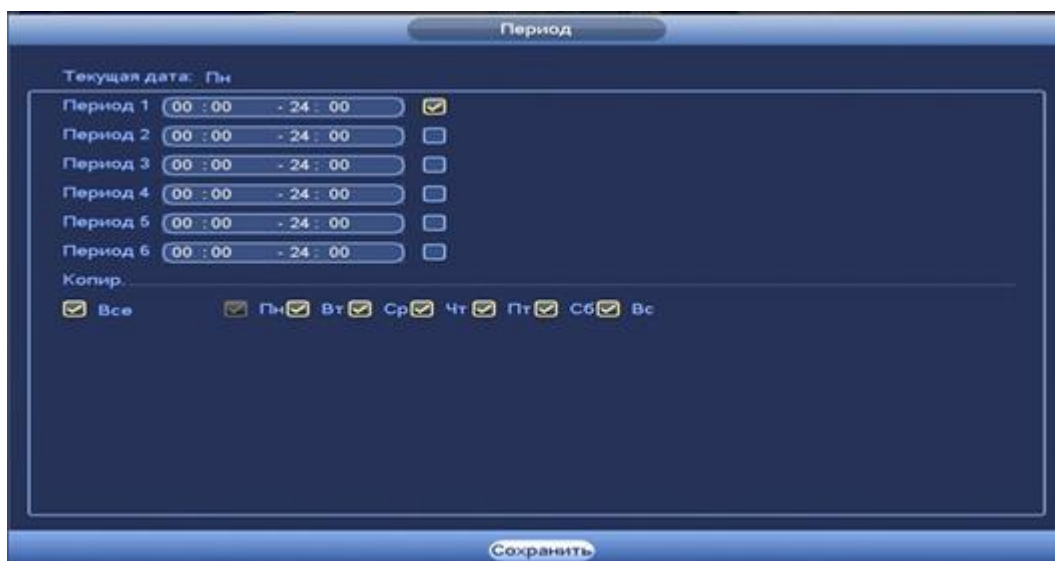 Период
Текущая дата: Пн
Период 1 00 : 00 - 24 : 00
Период 2 00 : 00 - 24 : 00
Период 3 00 : 00 - 24 : 00
Период 4 00 : 00 - 24 : 00
Период 5 00 : 00 - 24 : 00
Период 6 00 : 00 - 24 : 00
Копир.
Все Пн Вт Ср Чт Пт Сб Вс
Сохранить